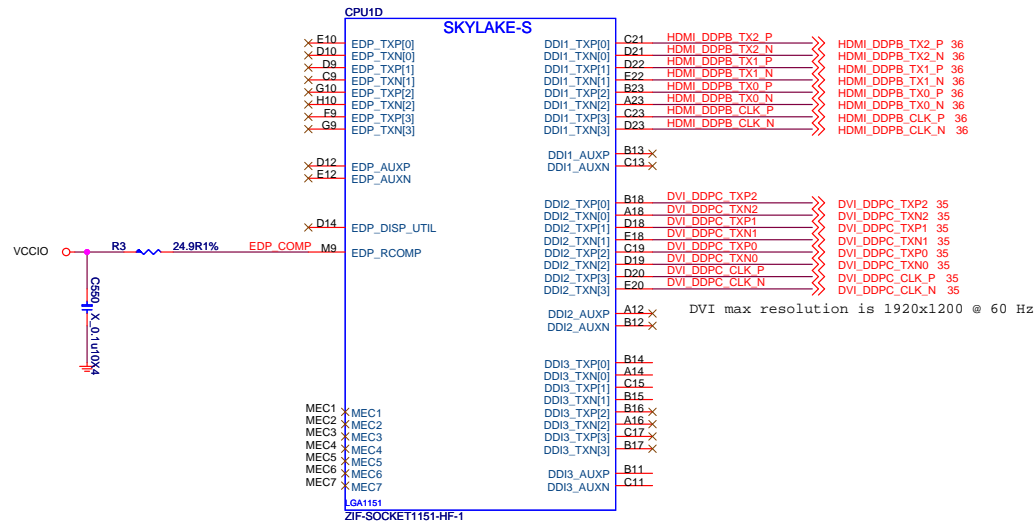 CPU1D
SKYLAKE-S
E10 EDP_TXP[0]
D10 EDP_TXN[0]
D9 EDP_TXP[1]
C9 EDP_TXN[1]
G10 EDP_TXP[2]
H10 EDP_TXN[2]
F9 EDP_TXP[3]
G9 EDP_TXN[3]
D12 EDP_AUXP
E12 EDP_AUXN
D14 EDP_DISP_UTIL
VCCIO R3 24.9R1% EDP_COMP M9 EDP_RCOMP
C550 X_0.1u10X4
MEC1 MEC1
MEC2 MEC2
MEC3 MEC3
MEC4 MEC4
MEC5 MEC5
MEC6 MEC6
MEC7 MEC7
DDI1_TXP[0] C21 HDMI_DDPB_TX2_P HDMI_DDPB_TX2_P 36
DDI1_TXN[0] D21 HDMI_DDPB_TX2_N HDMI_DDPB_TX2_N 36
DDI1_TXP[1] D22 HDMI_DDPB_TX1_P HDMI_DDPB_TX1_P 36
DDI1_TXN[1] E22 HDMI_DDPB_TX1_N HDMI_DDPB_TX1_N 36
DDI1_TXP[2] B23 HDMI_DDPB_TX0_P HDMI_DDPB_TX0_P 36
DDI1_TXN[2] A23 HDMI_DDPB_TX0_N HDMI_DDPB_TX0_N 36
DDI1_TXP[3] C23 HDMI_DDPB_CLK_P HDMI_DDPB_CLK_P 36
DDI1_TXN[3] D23 HDMI_DDPB_CLK_N HDMI_DDPB_CLK_N 36
DDI1_AUXP B13
DDI1_AUXN C13
DDI2_TXP[0] B18 DVI_DDPC_TXP2 DVI_DDPC_TXP2 35
DDI2_TXN[0] A18 DVI_DDPC_TXN2 DVI_DDPC_TXN2 35
DDI2_TXP[1] D18 DVI_DDPC_TXP1 DVI_DDPC_TXP1 35
DDI2_TXN[1] E18 DVI_DDPC_TXN1 DVI_DDPC_TXN1 35
DDI2_TXP[2] C19 DVI_DDPC_TXP0 DVI_DDPC_TXP0 35
DDI2_TXN[2] D19 DVI_DDPC_TXN0 DVI_DDPC_TXN0 35
DDI2_TXP[3] D20 DVI_DDPC_CLK_P DVI_DDPC_CLK_P 35
DDI2_TXN[3] E20 DVI_DDPC_CLK_N DVI_DDPC_CLK_N 35
DVI max resolution is 1920x1200 @ 60 Hz
DDI2_AUXP A12
DDI2_AUXN B12
DDI3_TXP[0] B14
DDI3_TXN[0] A14
DDI3_TXP[1] C15
DDI3_TXN[1] B15
DDI3_TXP[2] B16
DDI3_TXN[2] A16
DDI3_TXP[3] C17
DDI3_TXN[3] B17
DDI3_AUXP B11
DDI3_AUXN C11
LGA1151
ZIF-SOCKET1151-HF-1